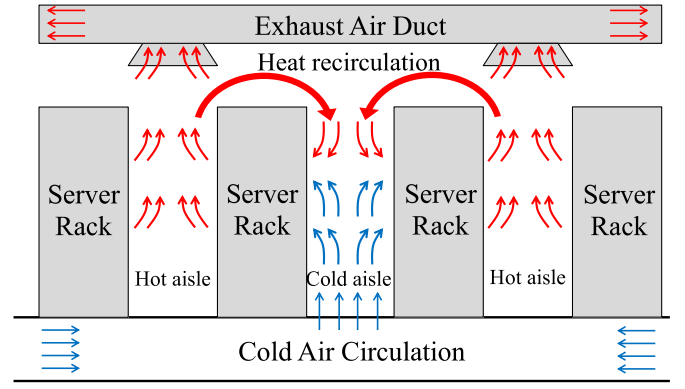 Exhaust Air Duct
Heat recirculation
Server
Rack
Server
Rack
Server
Rack
Server
Rack
Hot aisle
Cold aisle
Hot aisle
Cold Air Circulation